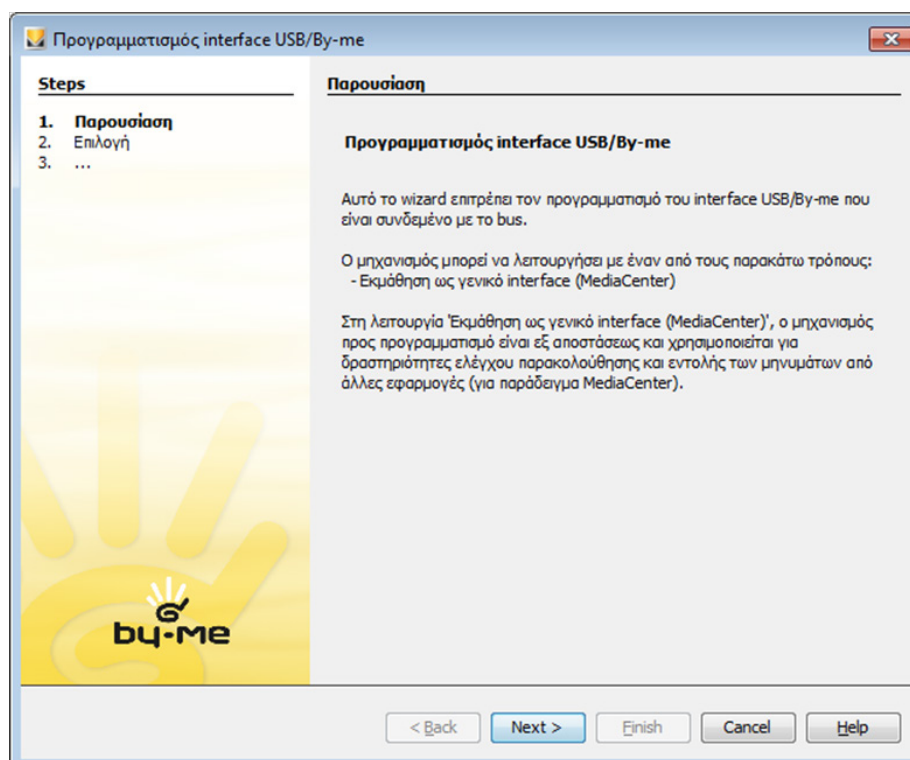 Προγραμματισμός interface USB/By-me
Steps
1. Παρουσίαση
2. Επιλογή
3. ...
by-me
Παρουσίαση
Προγραμματισμός interface USB/By-me
Αυτό το wizard επιτρέπει τον προγραμματισμό του interface USB/By-me που
είναι συνδεμένο με το bus.
Ο μηχανισμός μπορεί να λειτουργήσει με έναν από τους παρακάτω τρόπους:
- Εκμάθηση ως γενικό interface (MediaCenter)
Στη λειτουργία 'Εκμάθηση ως γενικό interface (MediaCenter)', ο μηχανισμός
προς προγραμματισμό είναι εξ αποστάσεως και χρησιμοποιείται για
δραστηριότητες ελέγχου παρακολούθησης και εντολής των μηνυμάτων από
άλλες εφαρμογές (για παράδειγμα MediaCenter).
< Back Next > Finish Cancel Help